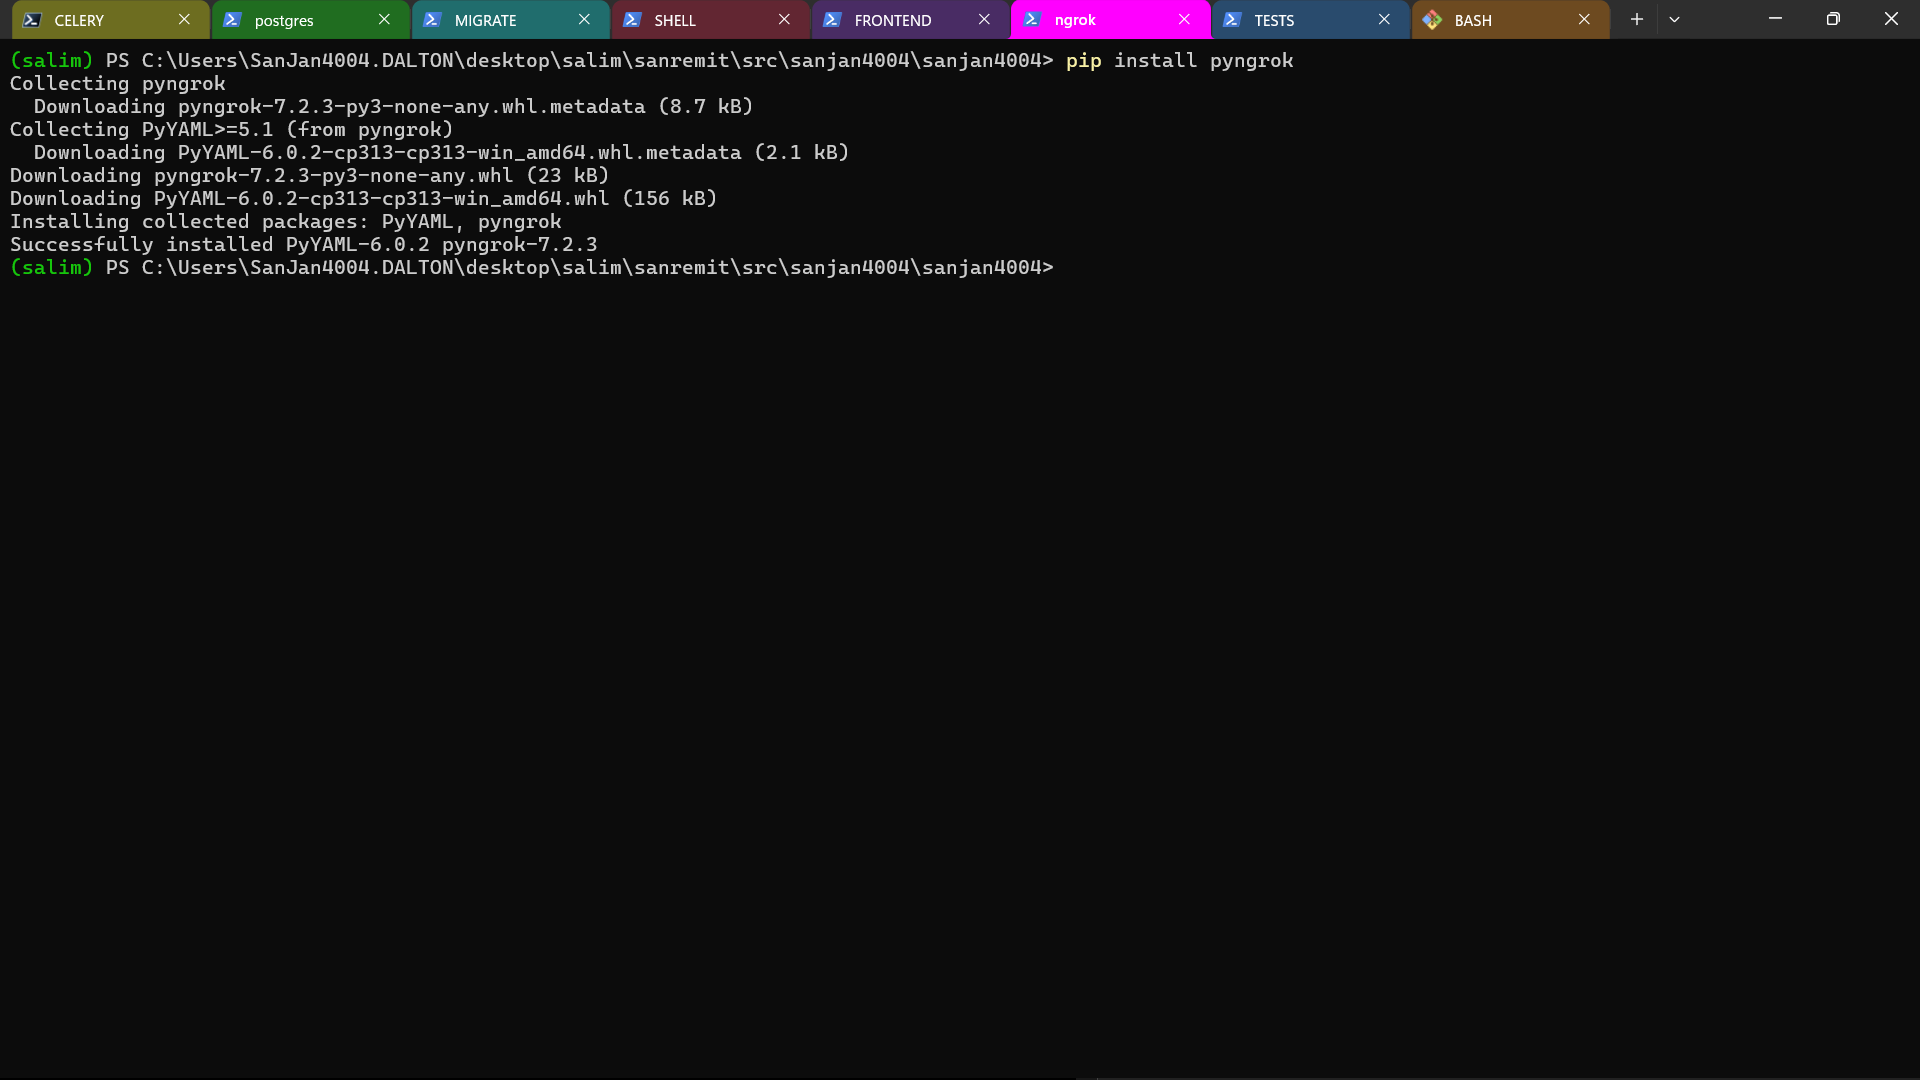 CELERY postgres MIGRATE SHELL FRONTEND ngrok TESTS BASH
(salim) PS C:\Users\SanJan4004.DALTON\desktop\salim\sanremit\src\sanjan4004\sanjan4004> pip install pyngrok
Collecting pyngrok
  Downloading pyngrok-7.2.3-py3-none-any.whl.metadata (8.7 kB)
Collecting PyYAML>=5.1 (from pyngrok)
  Downloading PyYAML-6.0.2-cp313-cp313-win_amd64.whl.metadata (2.1 kB)
Downloading pyngrok-7.2.3-py3-none-any.whl (23 kB)
Downloading PyYAML-6.0.2-cp313-cp313-win_amd64.whl (156 kB)
Installing collected packages: PyYAML, pyngrok
Successfully installed PyYAML-6.0.2 pyngrok-7.2.3
(salim) PS C:\Users\SanJan4004.DALTON\desktop\salim\sanremit\src\sanjan4004\sanjan4004>